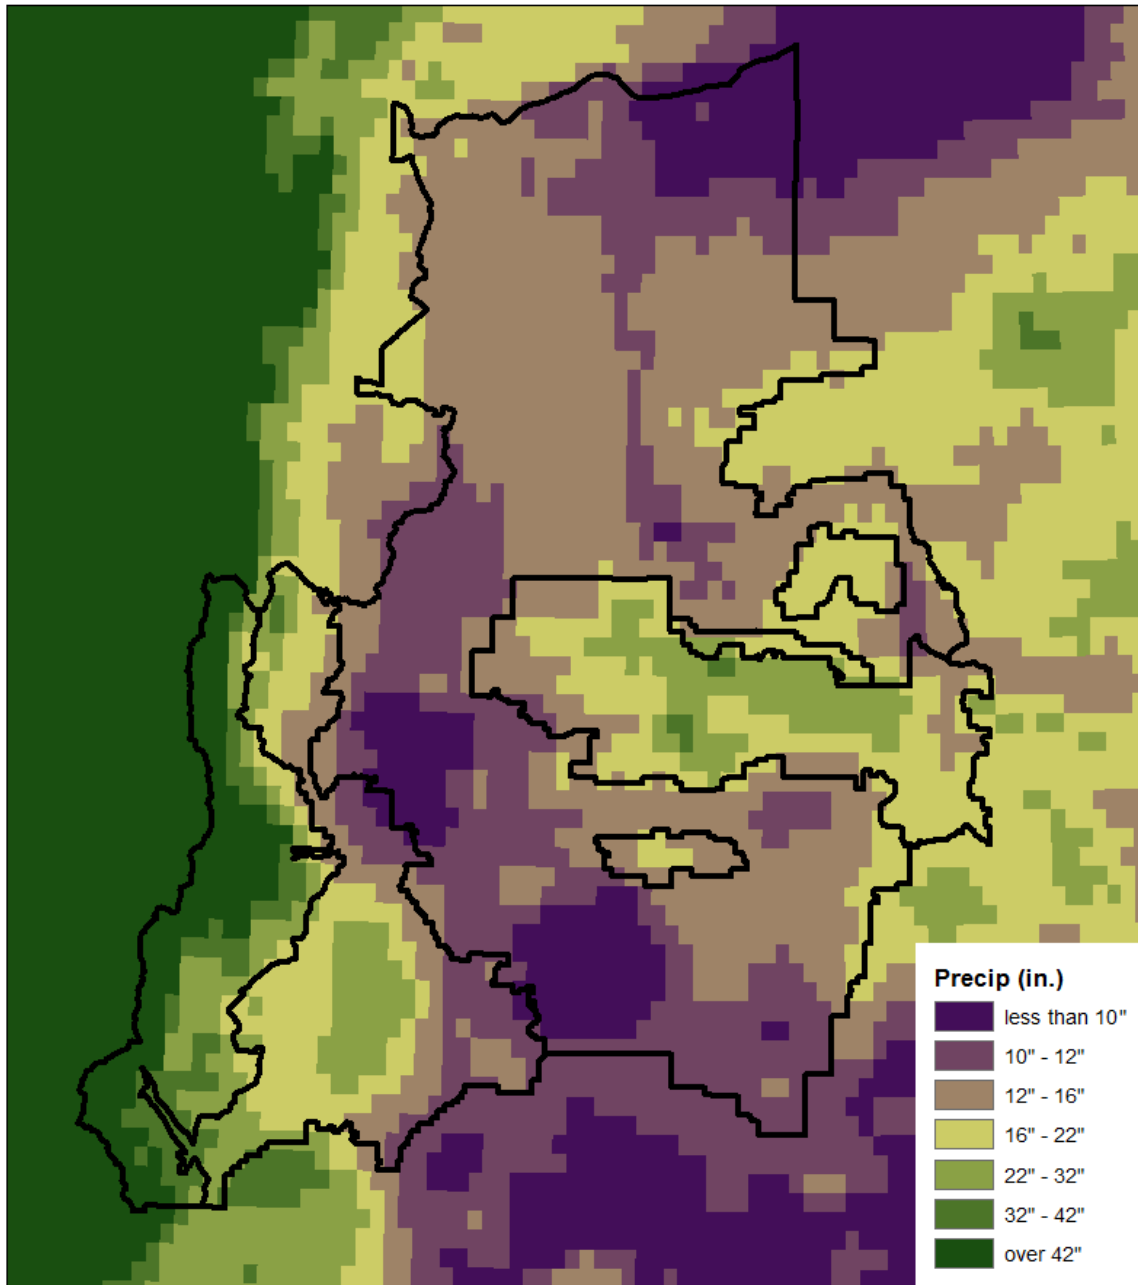 Precip (in.)
less than 10"
10" - 12"
12" - 16"
16" - 22"
22" - 32"
32" - 42"
over 42"